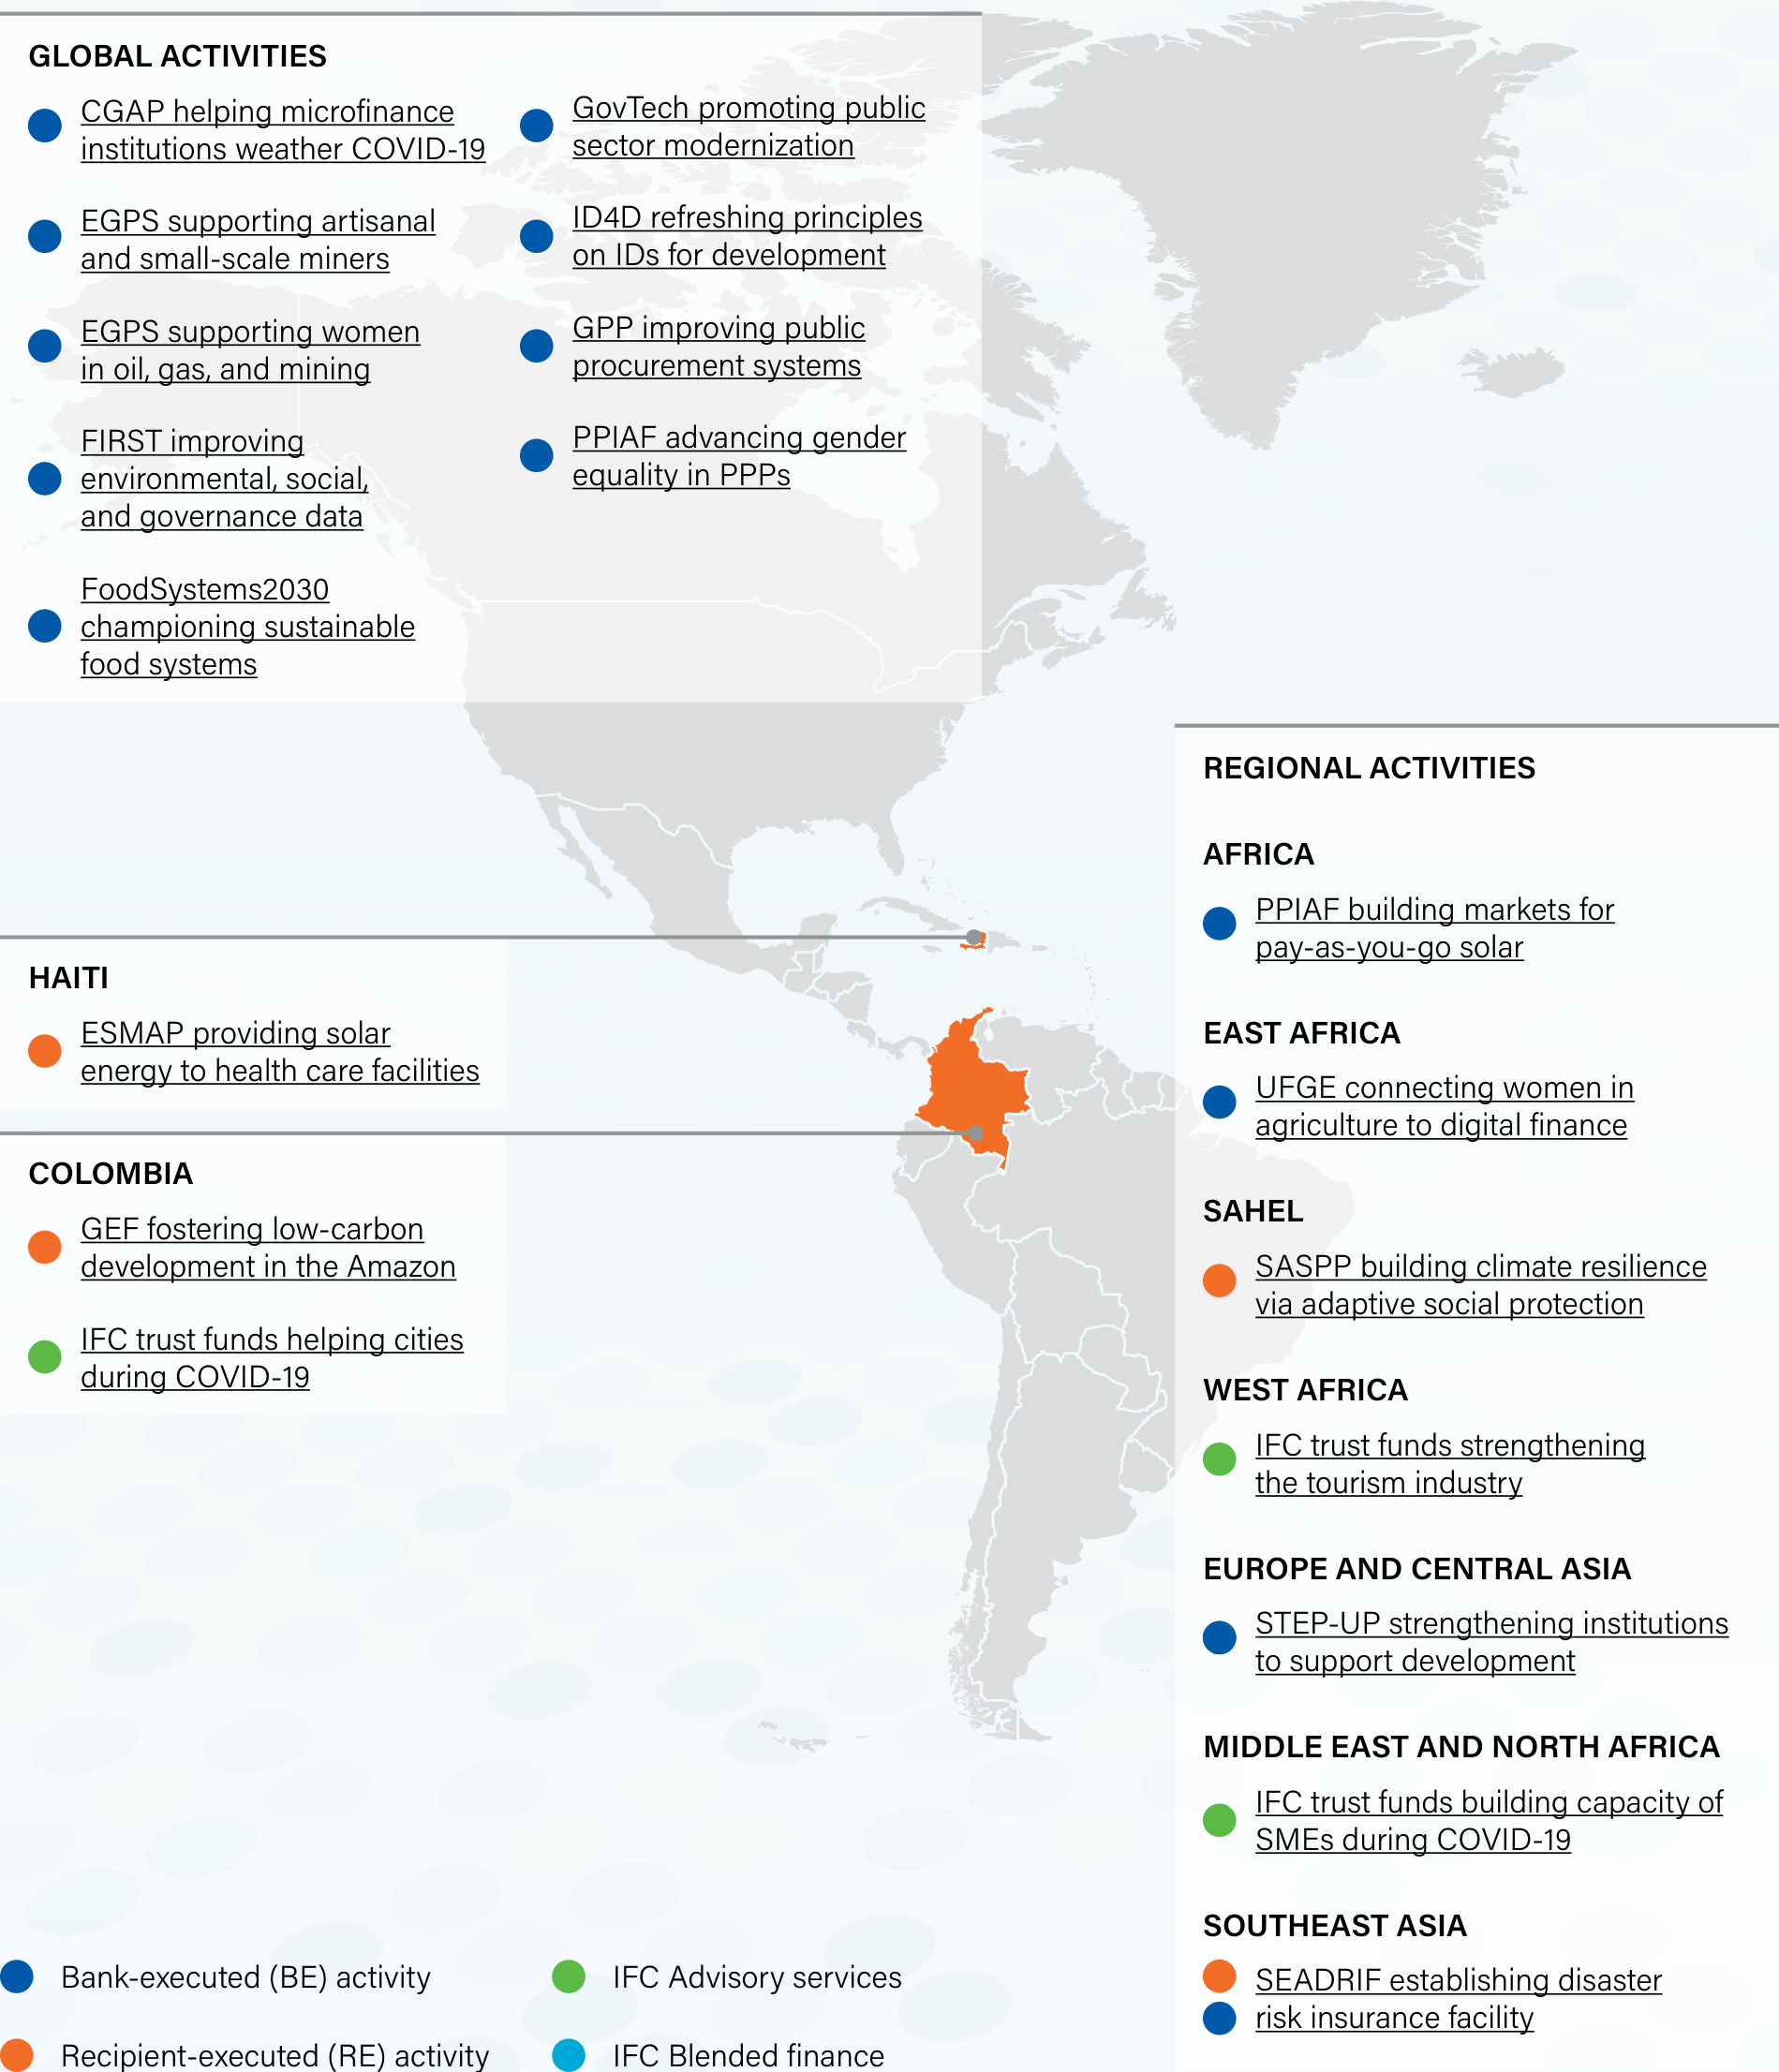 GLOBAL ACTIVITIES
CGAP helping microfinance
institutions weather COVID-19
EGPS supporting artisanal
and small-scale miners
EGPS supporting women
in oil, gas, and mining
FIRST improving
environmental, social,
and governance data
FoodSystems2030
championing sustainable
food systems
GovTech promoting public
sector modernization
ID4D refreshing principles
on IDs for development
GPP improving public
procurement systems
PPIAF advancing gender
equality in PPPs
HAITI
ESMAP providing solar
energy to health care facilities
COLOMBIA
GEF fostering low-carbon
development in the Amazon
IFC trust funds helping cities
during COVID-19
REGIONAL ACTIVITIES
AFRICA
PPIAF building markets for
pay-as-you-go solar
EAST AFRICA
UFGE connecting women in
agriculture to digital finance
SAHEL
SASPP building climate resilience
via adaptive social protection
WEST AFRICA
IFC trust funds strengthening
the tourism industry
EUROPE AND CENTRAL ASIA
STEP-UP strengthening institutions
to support development
MIDDLE EAST AND NORTH AFRICA
IFC trust funds building capacity of
SMEs during COVID-19
SOUTHEAST ASIA
SEADRIF establishing disaster
risk insurance facility
Bank-executed (BE) activity
Recipient-executed (RE) activity
IFC Advisory services
IFC Blended finance